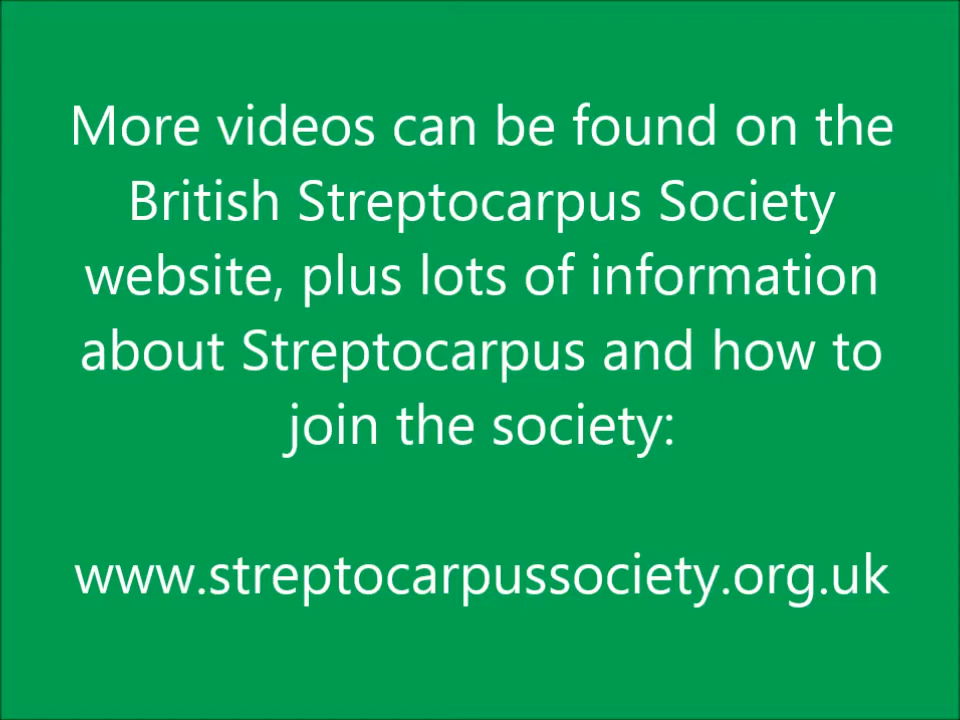 More videos can be found on the
British Streptocarpus Society
website, plus lots of information
about Streptocarpus and how to
join the society:
www.streptocarpussociety.org.uk